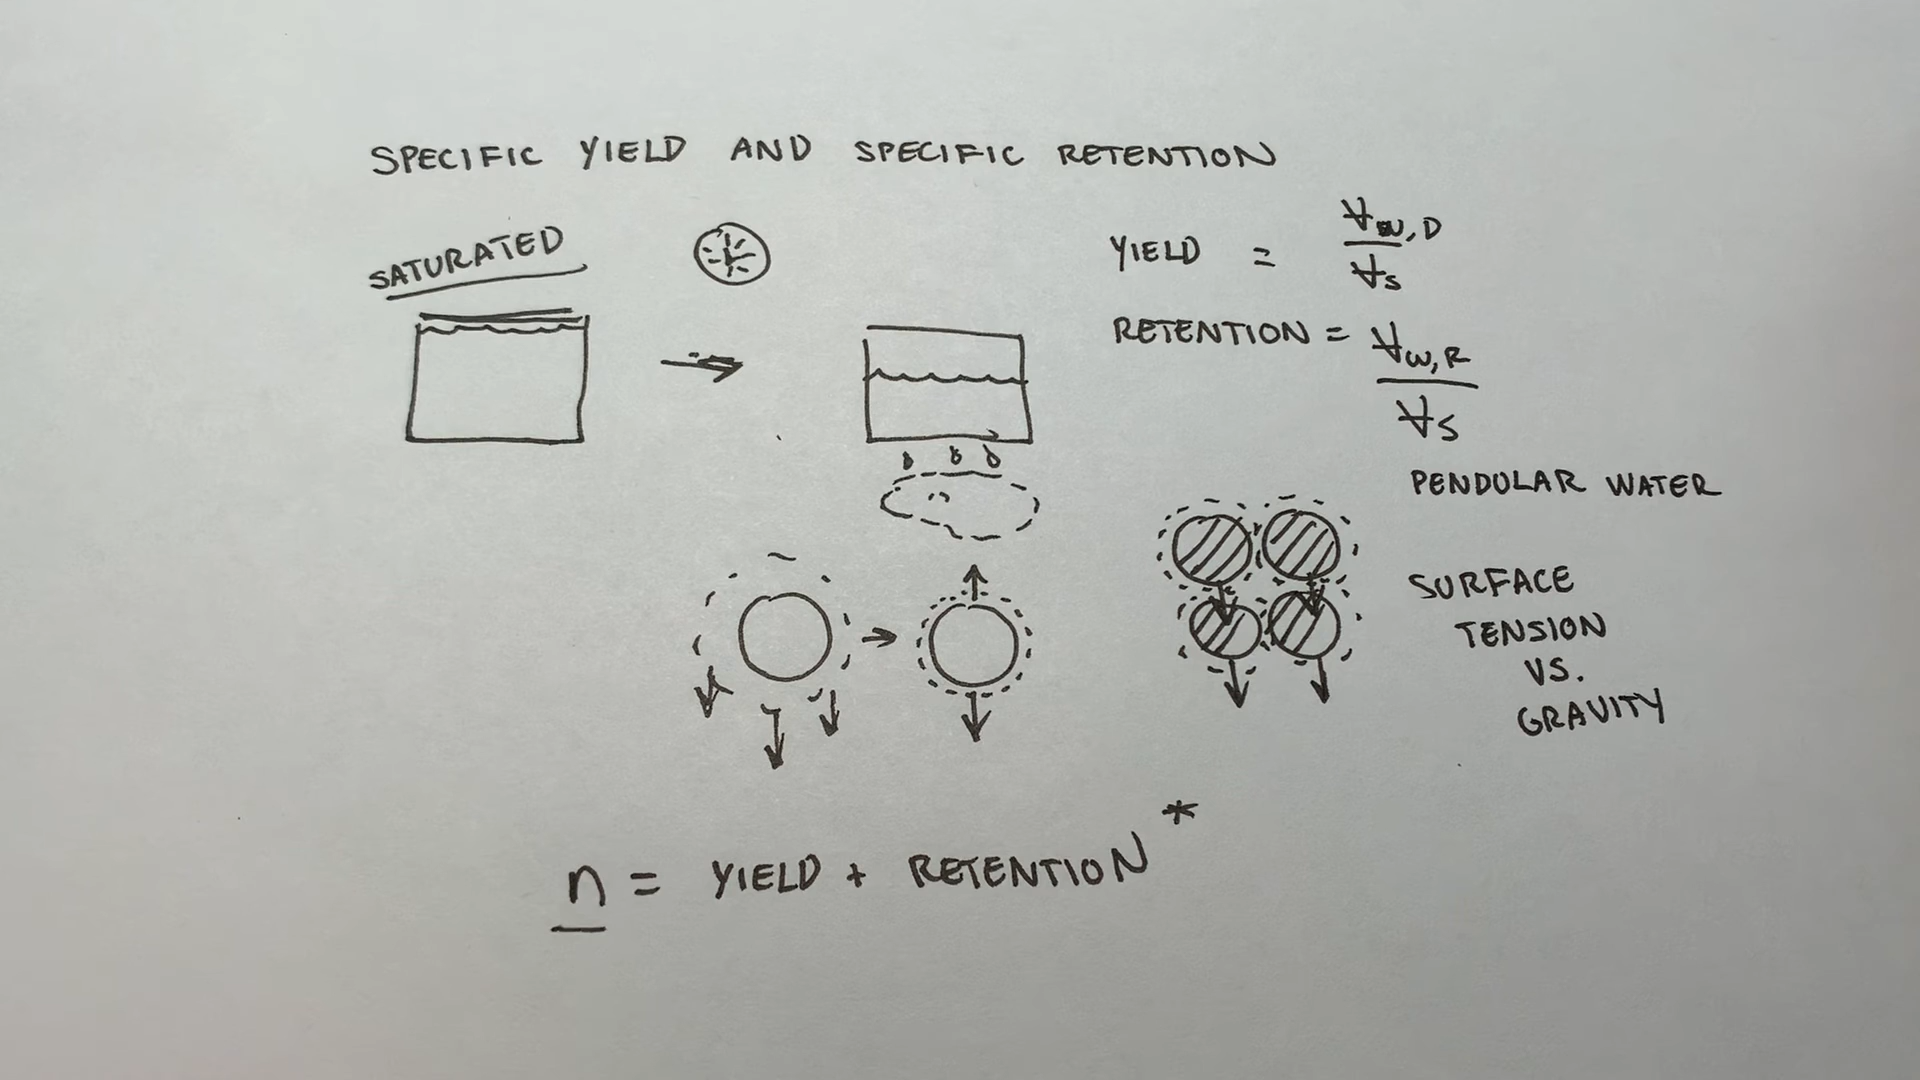 SPECIFIC YIELD AND SPECIFIC RETENTION
SATURATED
YIELD = V̶w,D / V̶s
RETENTION = V̶w,R / V̶s
PENDULAR WATER
SURFACE
TENSION
VS.
GRAVITY
n = YIELD + RETENTION *